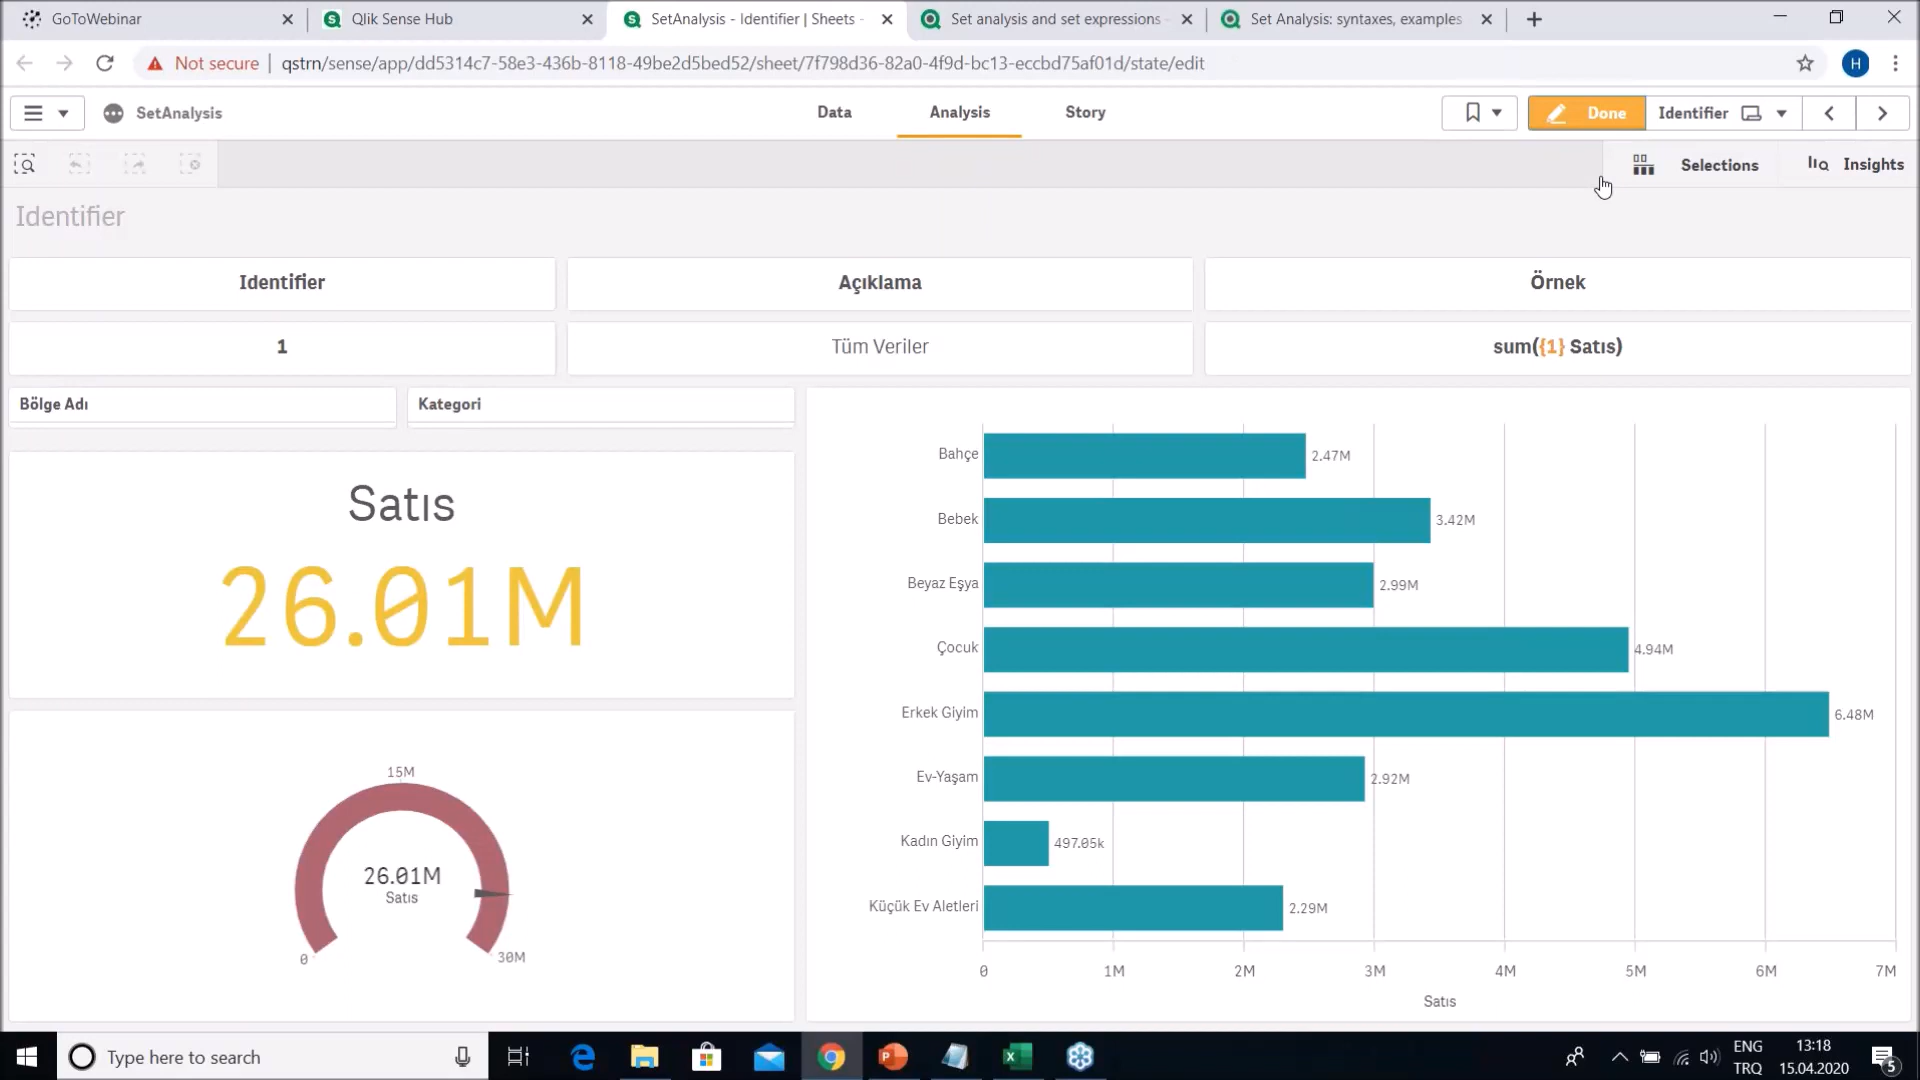 GoToWebinar
Qlik Sense Hub
SetAnalysis - Identifier | Sheets -
Set analysis and set expressions -
Set Analysis: syntaxes, examples
Not secure
qstrn/sense/app/dd5314c7-58e3-436b-8118-49be2d5bed52/sheet/7f798d36-82a0-4f9d-bc13-eccbd75af01d/state/edit
H
SetAnalysis
Data
Analysis
Story
Done
Identifier
Selections
Insights
Identifier
Identifier
Açıklama
Örnek
1
Tüm Veriler
sum({1} Satıs)
Bölge Adı
Kategori
Satıs
26.01M
15M
26.01M
Satıs
0
30M
Bahçe
2.47M
Bebek
3.42M
Beyaz Eşya
2.99M
Çocuk
4.94M
Erkek Giyim
6.48M
Ev-Yaşam
2.92M
Kadın Giyim
497.05k
Küçük Ev Aletleri
2.29M
0
1M
2M
3M
4M
5M
6M
7M
Satıs
Type here to search
ENG
TRQ
13:18
15.04.2020
5